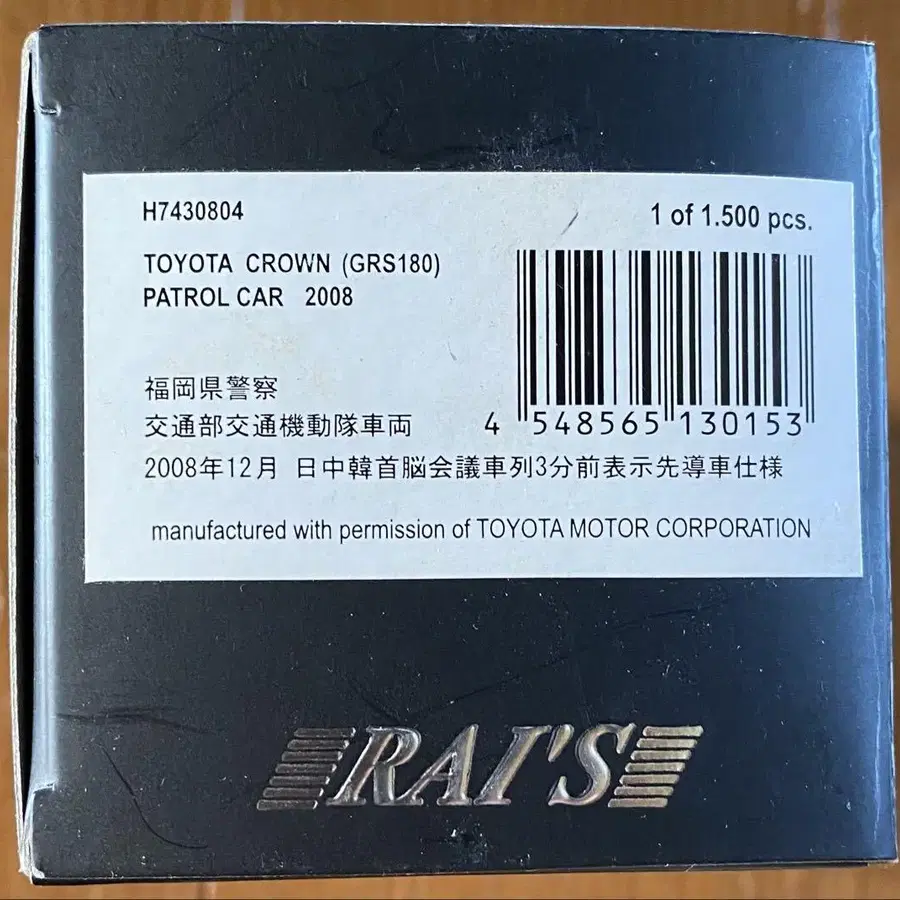 H7430804
1 of 1.500 pcs.
TOYOTA CROWN (GRS180)
PATROL CAR 2008
福岡県警察
交通部交通機動隊車両
4 548565 130153
2008年12月 日中韓首脳会議車列3分前表示先導車仕様
manufactured with permission of TOYOTA MOTOR CORPORATION
RAI'S